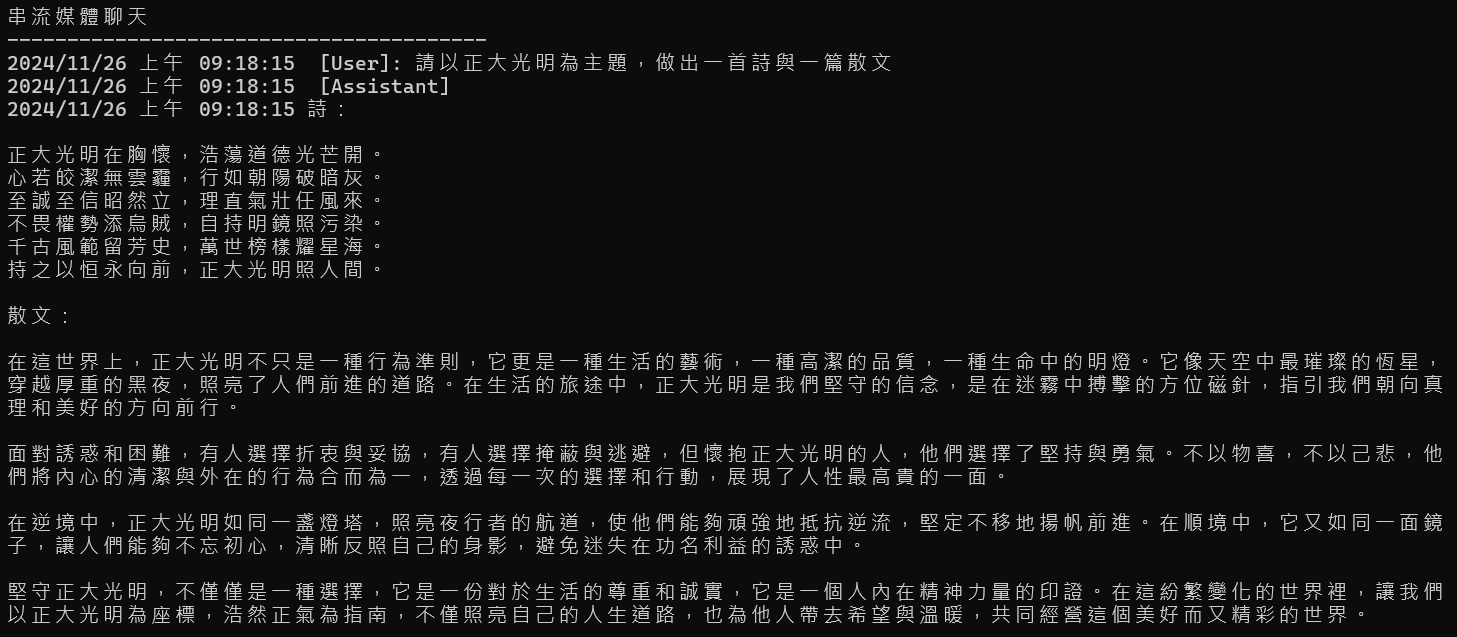 串流媒體聊天
----------------------------------------
2024/11/26 上午 09:18:15  [User]: 請以正大光明為主題，做出一首詩與一篇散文
2024/11/26 上午 09:18:15  [Assistant]
2024/11/26 上午 09:18:15 詩：
正大光明在胸懷，浩蕩道德光芒開。
心若皎潔無雲霾，行如朝陽破暗灰。
至誠至信昭然立，理直氣壯任風來。
不畏權勢添烏賊，自持明鏡照污染。
千古風範留芳史，萬世榜樣耀星海。
持之以恒永向前，正大光明照人間。
散文：
在這世界上，正大光明不只是一種行為準則，它更是一種生活的藝術，一種高潔的品質，一種生命中的明燈。它像天空中最璀璨的恆星，
穿越厚重的黑夜，照亮了人們前進的道路。在生活的旅途中，正大光明是我們堅守的信念，是在迷霧中搏擊的方位磁針，指引我們朝向真
理和美好的方向前行。
面對誘惑和困難，有人選擇折衷與妥協，有人選擇掩蔽與逃避，但懷抱正大光明的人，他們選擇了堅持與勇氣。不以物喜，不以己悲，他
們將內心的清潔與外在的行為合而為一，透過每一次的選擇和行動，展現了人性最高貴的一面。
在逆境中，正大光明如同一盞燈塔，照亮夜行者的航道，使他們能夠頑強地抵抗逆流，堅定不移地揚帆前進。在順境中，它又如同一面鏡
子，讓人們能夠不忘初心，清晰反照自己的身影，避免迷失在功名利益的誘惑中。
堅守正大光明，不僅僅是一種選擇，它是一份對於生活的尊重和誠實，它是一個人內在精神力量的印證。在這紛繁變化的世界裡，讓我們
以正大光明為座標，浩然正氣為指南，不僅照亮自己的人生道路，也為他人帶去希望與溫暖，共同經營這個美好而又精彩的世界。